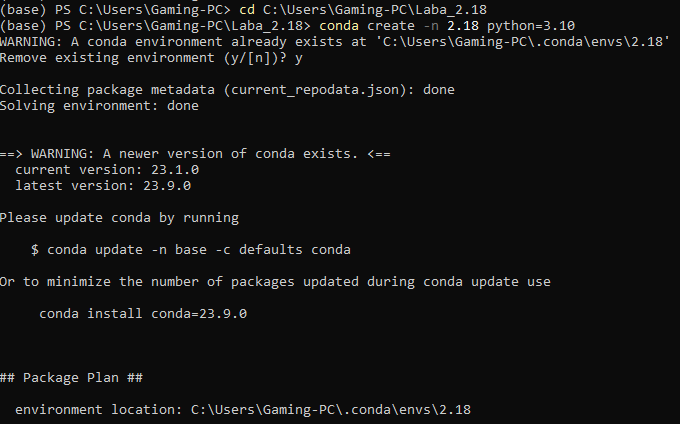 (base) PS C:\Users\Gaming-PC> cd C:\Users\Gaming-PC\Laba_2.18
(base) PS C:\Users\Gaming-PC\Laba_2.18> conda create -n 2.18 python=3.10
WARNING: A conda environment already exists at 'C:\Users\Gaming-PC\.conda\envs\2.18'
Remove existing environment (y/[n])? y
Collecting package metadata (current_repodata.json): done
Solving environment: done
==> WARNING: A newer version of conda exists. <==
current version: 23.1.0
latest version: 23.9.0
Please update conda by running
$ conda update -n base -c defaults conda
Or to minimize the number of packages updated during conda update use
conda install conda=23.9.0
## Package Plan ##
environment location: C:\Users\Gaming-PC\.conda\envs\2.18